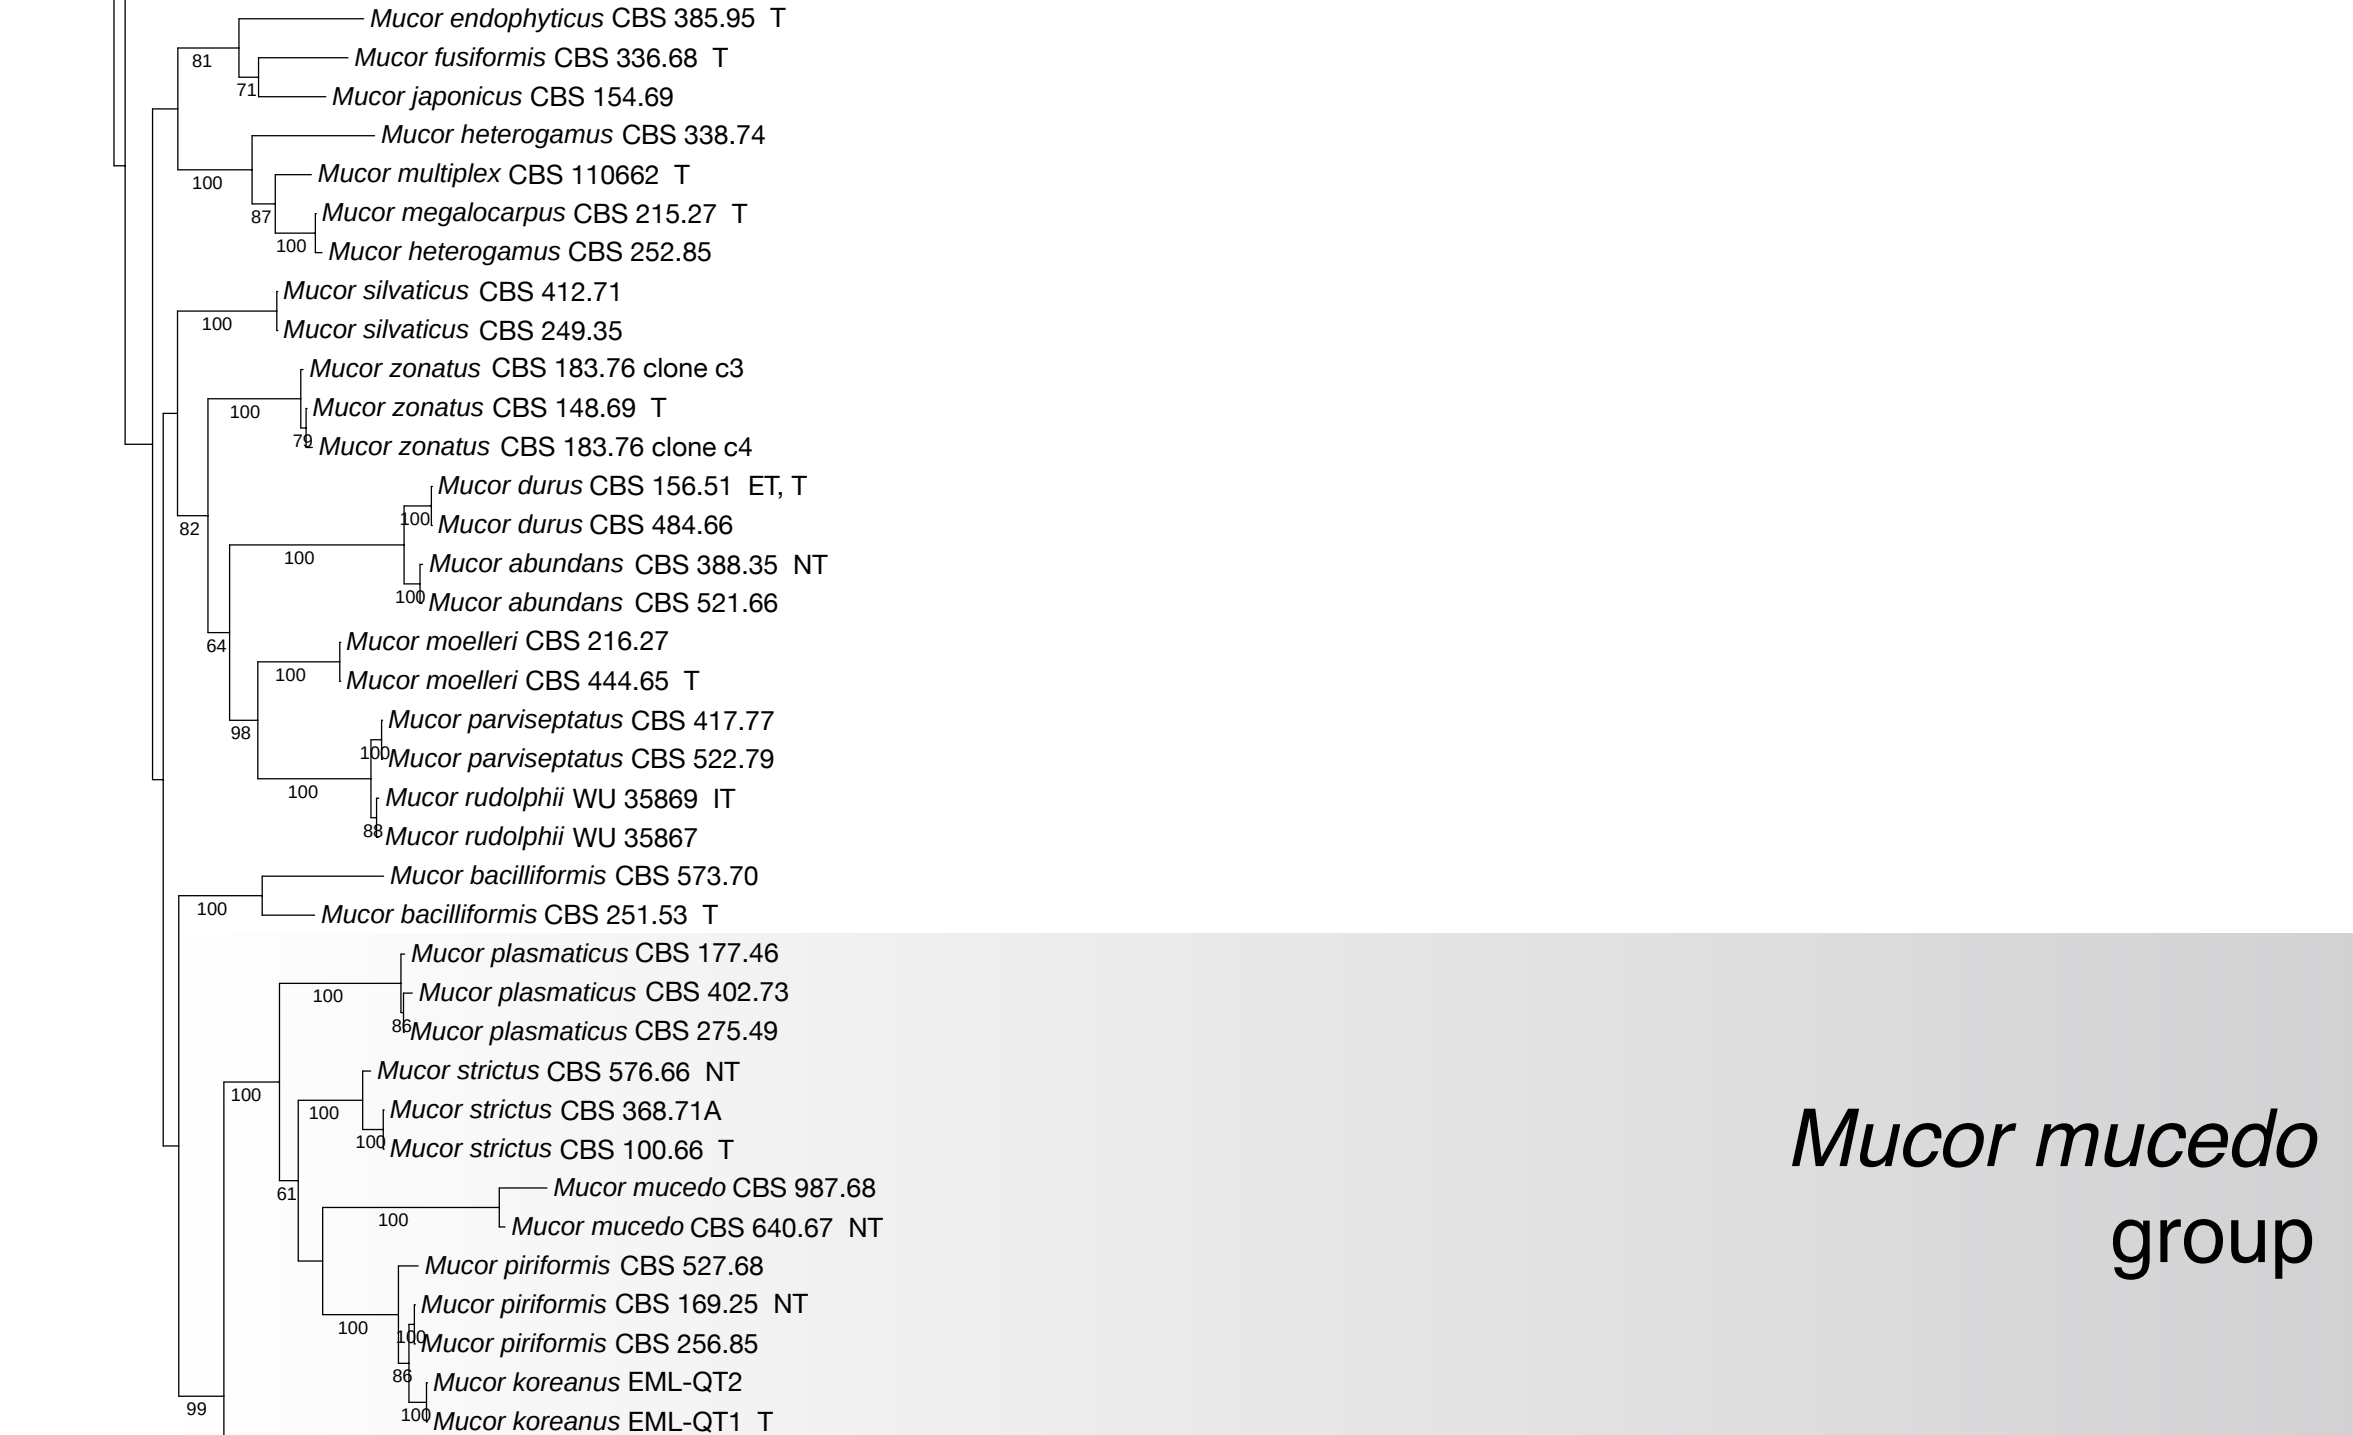 Mucor endophyticus CBS 385.95 T
81
Mucor fusiformis CBS 336.68 T
71
Mucor japonicus CBS 154.69
Mucor heterogamus CBS 338.74
Mucor multiplex CBS 110662 T
100
Mucor megalocarpus CBS 215.27 T
87
100
Mucor heterogamus CBS 252.85
Mucor silvaticus CBS 412.71
100
Mucor silvaticus CBS 249.35
Mucor zonatus CBS 183.76 clone c3
100
Mucor zonatus CBS 148.69 T
79
Mucor zonatus CBS 183.76 clone c4
Mucor durus CBS 156.51 ET, T
100
82
Mucor durus CBS 484.66
100
Mucor abundans CBS 388.35 NT
100
Mucor abundans CBS 521.66
64
Mucor moelleri CBS 216.27
100
Mucor moelleri CBS 444.65 T
98
Mucor parviseptatus CBS 417.77
100
Mucor parviseptatus CBS 522.79
100
Mucor rudolphii WU 35869 IT
88
Mucor rudolphii WU 35867
Mucor bacilliformis CBS 573.70
100
Mucor bacilliformis CBS 251.53 T
Mucor plasmaticus CBS 177.46
100
Mucor plasmaticus CBS 402.73
86
Mucor plasmaticus CBS 275.49
Mucor strictus CBS 576.66 NT
100
100
Mucor strictus CBS 368.71A
100
Mucor strictus CBS 100.66 T
61
Mucor mucedo CBS 987.68
100
Mucor mucedo CBS 640.67 NT
Mucor piriformis CBS 527.68
Mucor piriformis CBS 169.25 NT
100
100
Mucor piriformis CBS 256.85
86
Mucor koreanus EML-QT2
99
100
Mucor koreanus EML-QT1 T
Mucor mucedo
group